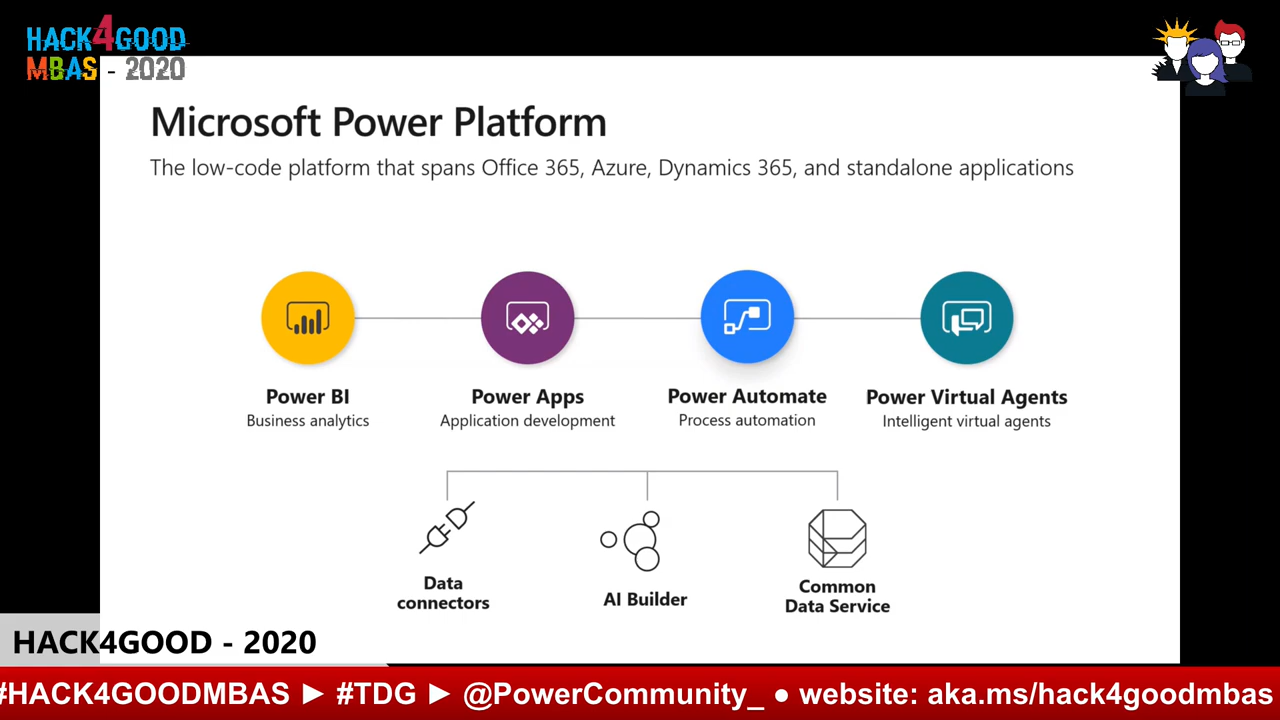 HACK4GOOD
MBAS - 2020
Microsoft Power Platform
The low-code platform that spans Office 365, Azure, Dynamics 365, and standalone applications
Power BI
Business analytics
Power Apps
Application development
Power Automate
Process automation
Power Virtual Agents
Intelligent virtual agents
Data
connectors
AI Builder
Common
Data Service
HACK4GOOD - 2020
#HACK4GOODMBAS ► #TDG ► @PowerCommunity_ ● website: aka.ms/hack4goodmbas